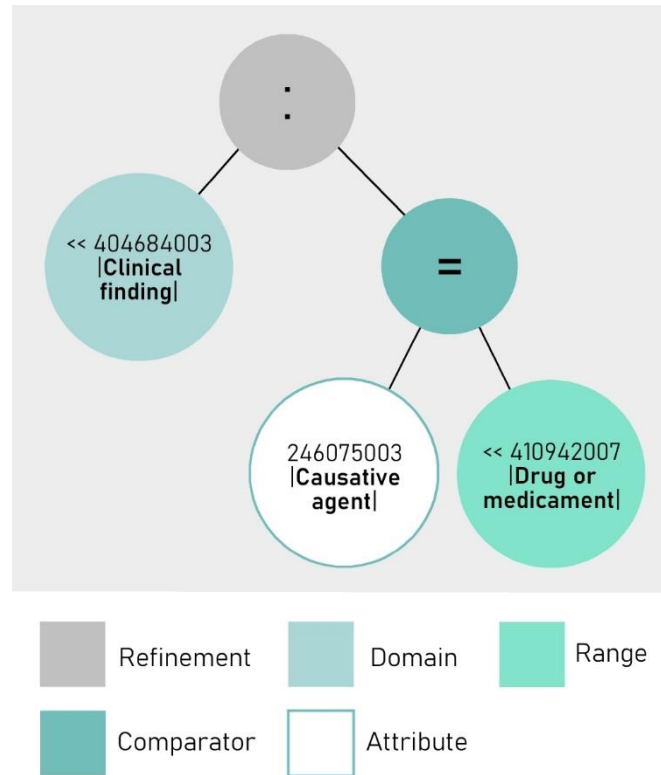 :
<< 404684003
|Clinical
finding|
=
246075003
|Causative
agent|
<< 410942007
|Drug or
medicament|
Refinement
Domain
Range
Comparator
Attribute